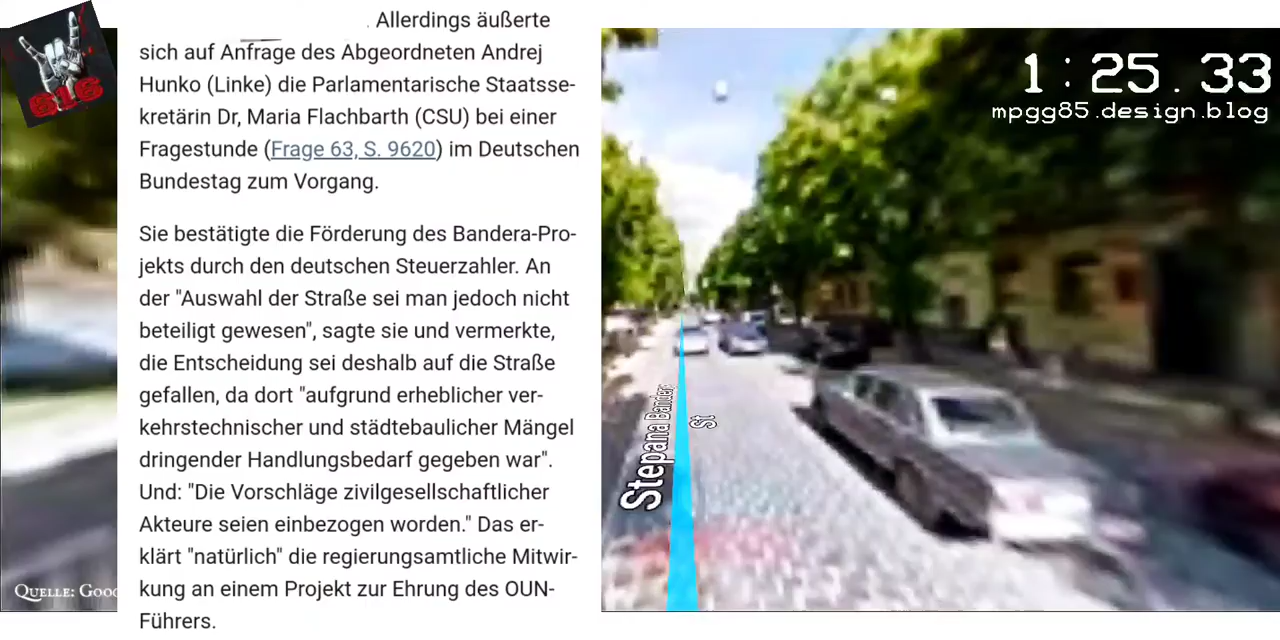 Allerdings äußerte
sich auf Anfrage des Abgeordneten Andrej
Hunko (Linke) die Parlamentarische Staatsse-
kretärin Dr, Maria Flachbarth (CSU) bei einer
Fragestunde (Frage 63, S. 9620) im Deutschen
Bundestag zum Vorgang.
Sie bestätigte die Förderung des Bandera-Pro-
jekts durch den deutschen Steuerzahler. An
der "Auswahl der Straße sei man jedoch nicht
beteiligt gewesen", sagte sie und vermerkte,
die Entscheidung sei deshalb auf die Straße
gefallen, da dort "aufgrund erheblicher ver-
kehrstechnischer und städtebaulicher Mängel
dringender Handlungsbedarf gegeben war".
Und: "Die Vorschläge zivilgesellschaftlicher
Akteure seien einbezogen worden." Das er-
klärt "natürlich" die regierungsamtliche Mitwir-
kung an einem Projekt zur Ehrung des OUN-
Führers.
616
Quelle: Goo
1:25.33
mpgg85.design.blog
Stepana Bandery
St